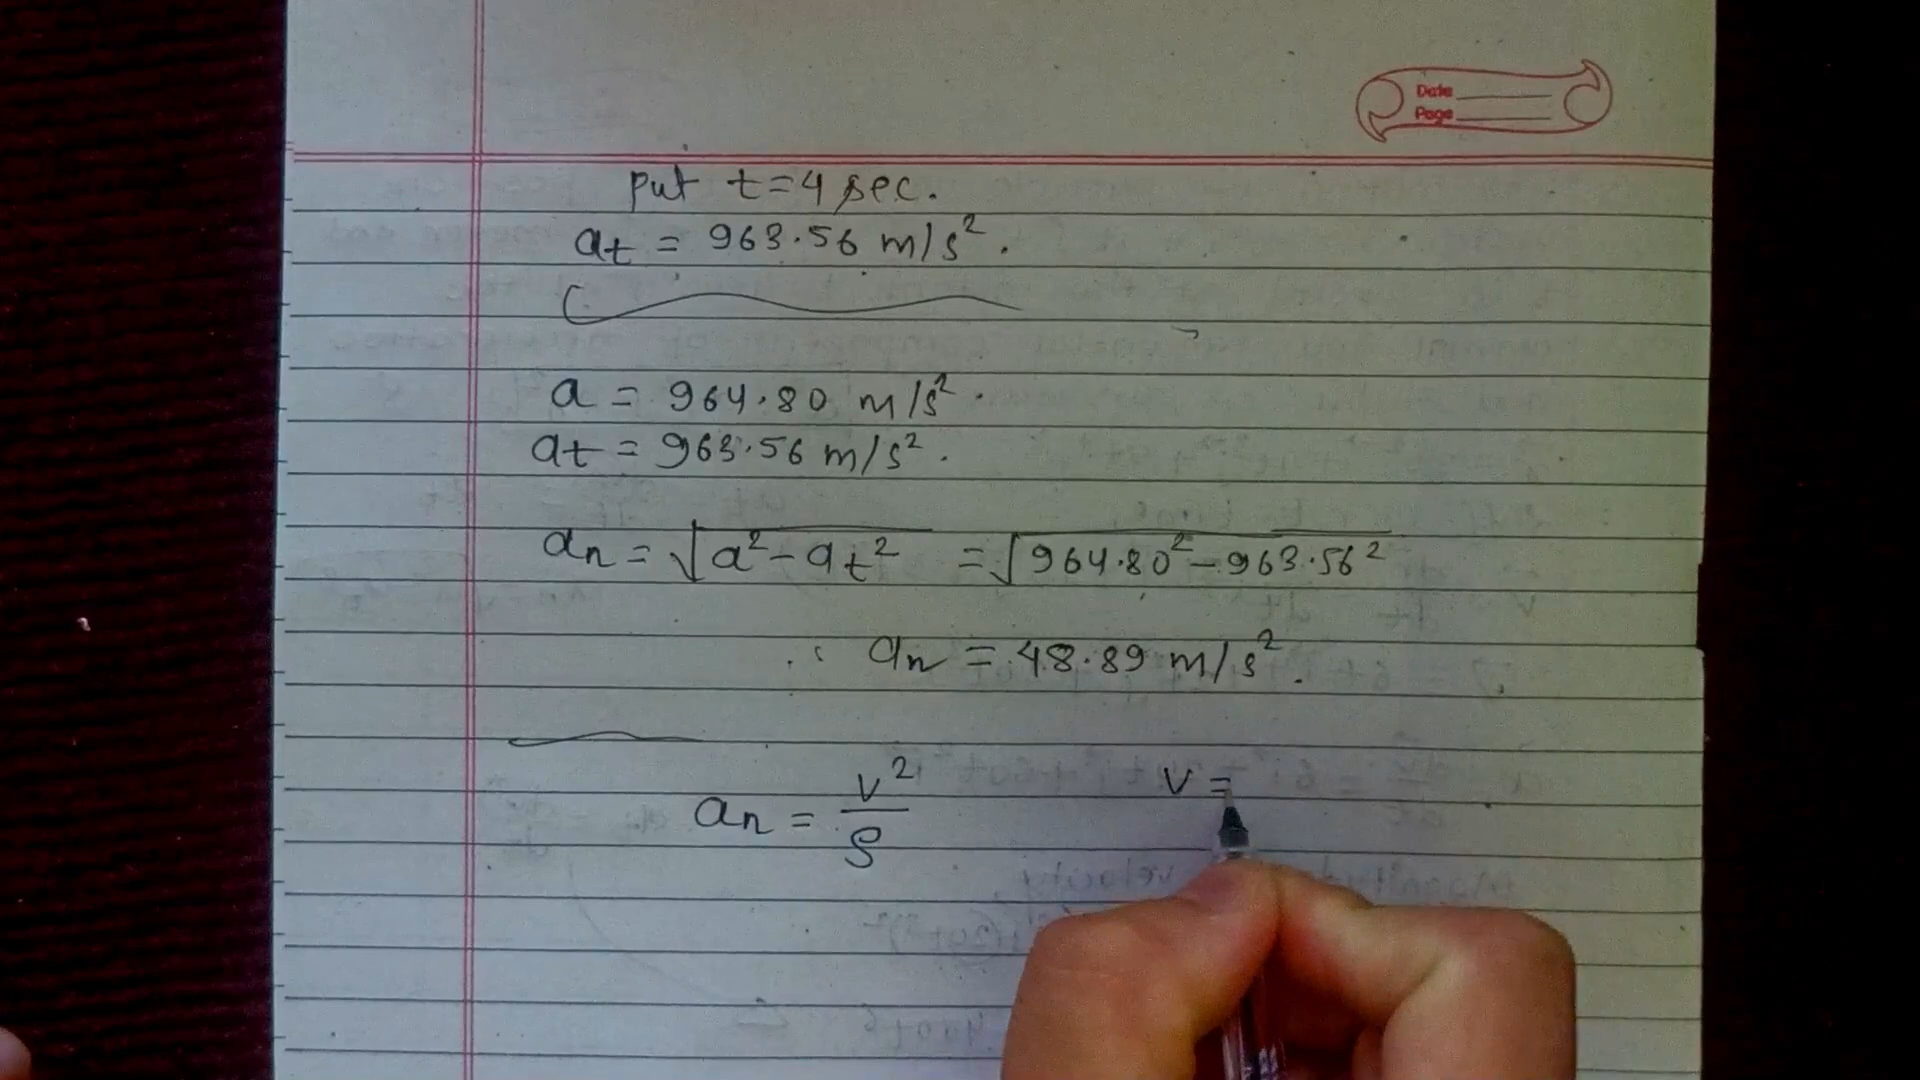 Date
Page
put t=4 sec.
at = 963.56 m/s².
a = 964.80 m/s².
at = 963.56 m/s².
an = √a²-at² = √964.80²-963.56²
∴ an = 48.89 m/s².
an = v²/ρ v =